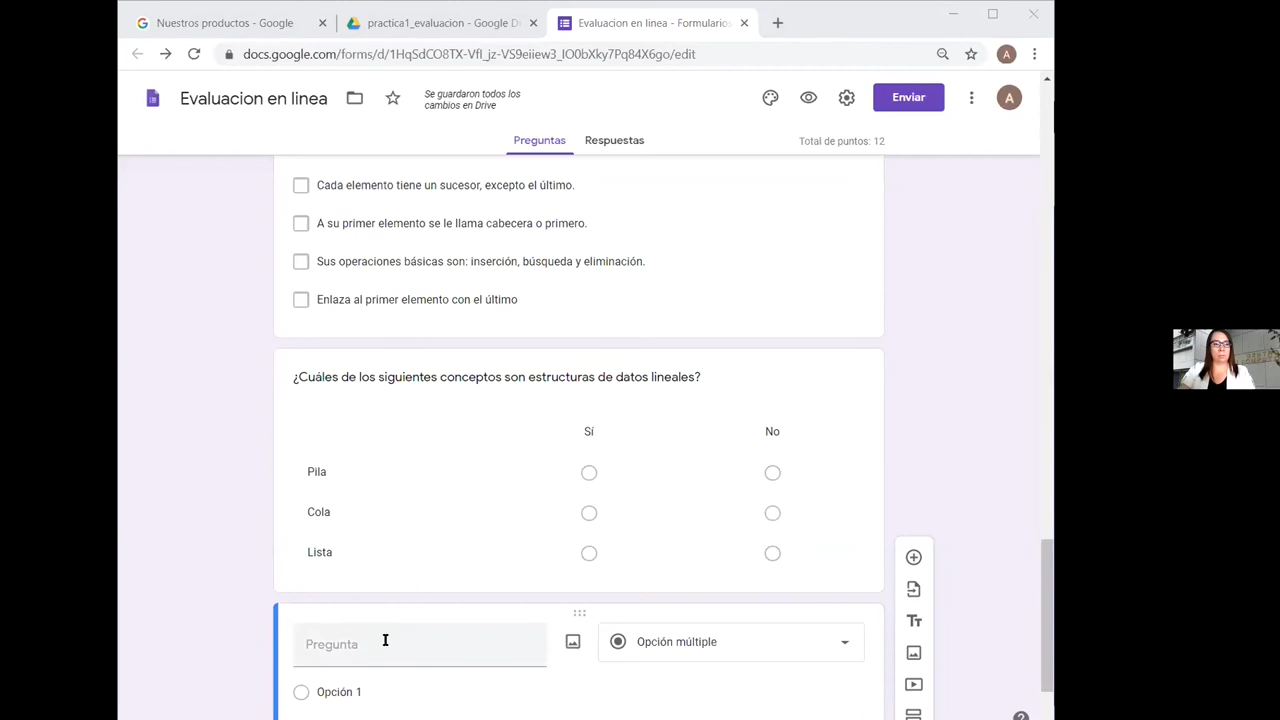 Nuestros productos - Google
practica1_evaluacion - Google Dr
Evaluacion en linea - Formularios
docs.google.com/forms/d/1HqSdCO8TX-Vfl_jz-VS9eiiew3_IO0bXky7Pq84X6go/edit
A
Evaluacion en linea
Se guardaron todos los
cambios en Drive
Enviar
A
Preguntas
Respuestas
Total de puntos: 12
Cada elemento tiene un sucesor, excepto el último.
A su primer elemento se le llama cabecera o primero.
Sus operaciones básicas son: inserción, búsqueda y eliminación.
Enlaza al primer elemento con el último
¿Cuáles de los siguientes conceptos son estructuras de datos lineales?
Sí No
Pila
Cola
Lista
Pregunta
Opción múltiple
Tt
Opción 1